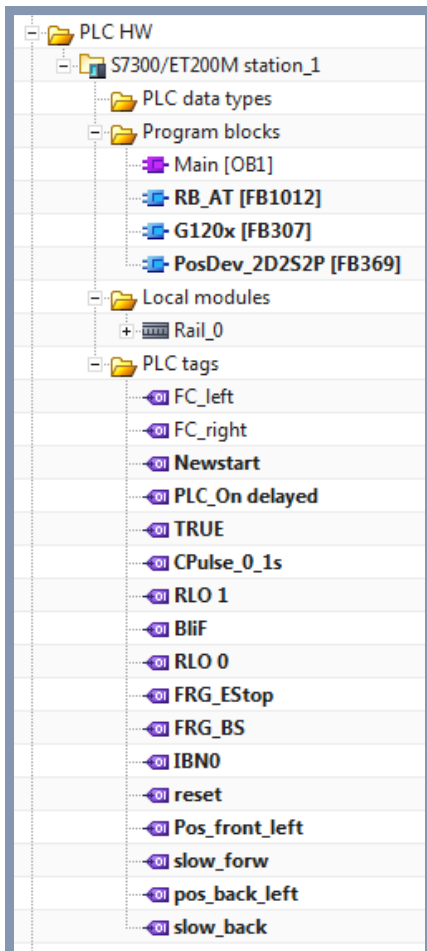 PLC HW
S7300/ET200M station_1
PLC data types
Program blocks
Main [OB1]
RB_AT [FB1012]
G120x [FB307]
PosDev_2D2S2P [FB369]
Local modules
Rail_0
PLC tags
FC_left
FC_right
Newstart
PLC_On delayed
TRUE
CPulse_0_1s
RLO 1
BliF
RLO 0
FRG_EStop
FRG_BS
IBN0
reset
Pos_front_left
slow_forw
pos_back_left
slow_back